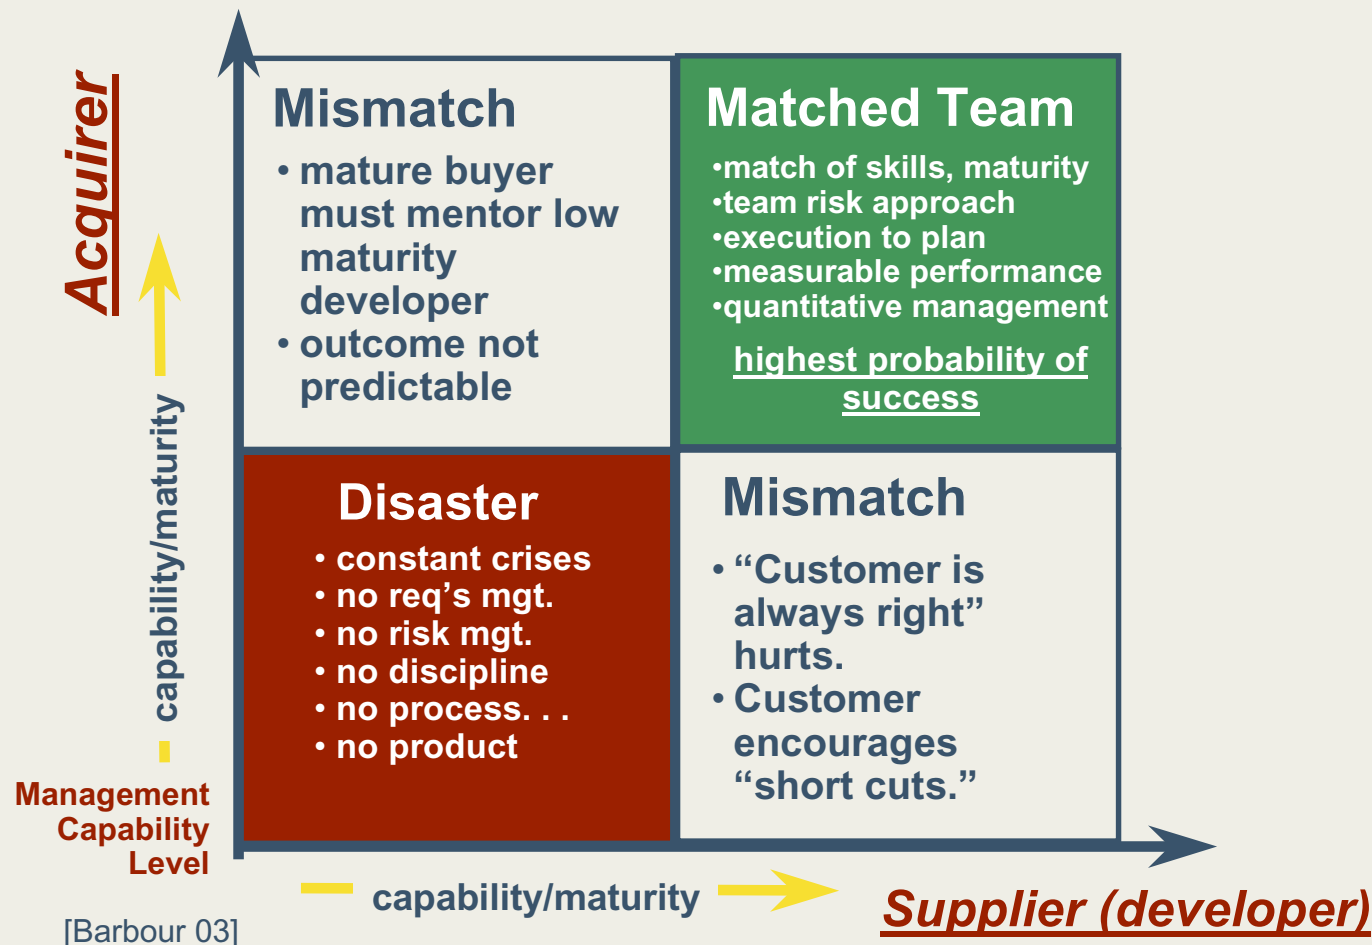 Acquirer
capability/maturity
Management
Capability
Level
Mismatch
• mature buyer
must mentor low
maturity
developer
• outcome not
predictable
Matched Team
•match of skills, maturity
•team risk approach
•execution to plan
•measurable performance
•quantitative management
highest probability of
success
Disaster
• constant crises
• no req’s mgt.
• no risk mgt.
• no discipline
• no process. . .
• no product
Mismatch
• “Customer is
always right”
hurts.
• Customer
encourages
“short cuts.”
capability/maturity
Supplier (developer)
[Barbour 03]